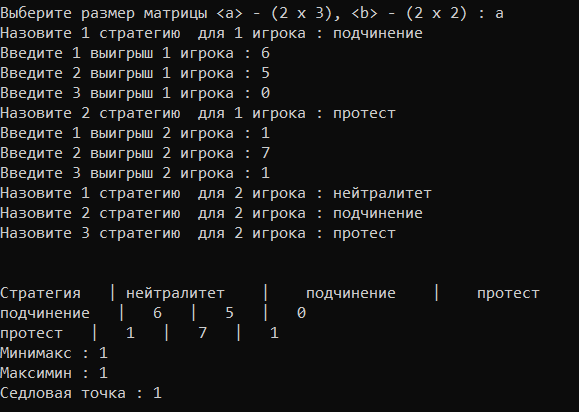 Выберите размер матрицы <a> - (2 x 3), <b> - (2 x 2) : a
Назовите 1 стратегию  для 1 игрока : подчинение
Введите 1 выигрыш 1 игрока : 6
Введите 2 выигрыш 1 игрока : 5
Введите 3 выигрыш 1 игрока : 0
Назовите 2 стратегию  для 1 игрока : протест
Введите 1 выигрыш 2 игрока : 1
Введите 2 выигрыш 2 игрока : 7
Введите 3 выигрыш 2 игрока : 1
Назовите 1 стратегию  для 2 игрока : нейтралитет
Назовите 2 стратегию  для 2 игрока : подчинение
Назовите 3 стратегию  для 2 игрока : протест
Стратегия   | нейтралитет    |    подчинение    |    протест
подчинение   |   6   |   5   |   0
протест   |   1   |   7   |   1
Минимакс : 1
Максимин : 1
Седловая точка : 1